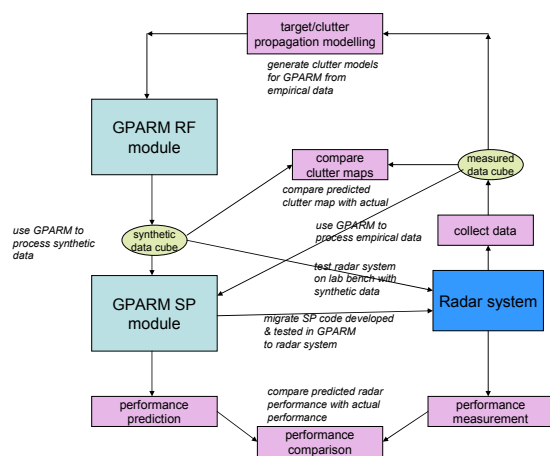 target/clutter
propagation modelling
generate clutter models
for GPARM from
empirical data
GPARM RF
module
compare
clutter maps
measured
data cube
compare predicted
clutter map with actual
use GPARM to
process synthetic
data
synthetic
data cube
use GPARM to
process empirical data
collect data
test radar system
on lab bench with
synthetic data
GPARM SP
module
Radar system
migrate SP code developed
& tested in GPARM
to radar system
performance
prediction
compare predicted radar
performance with actual
performance
performance
measurement
performance
comparison